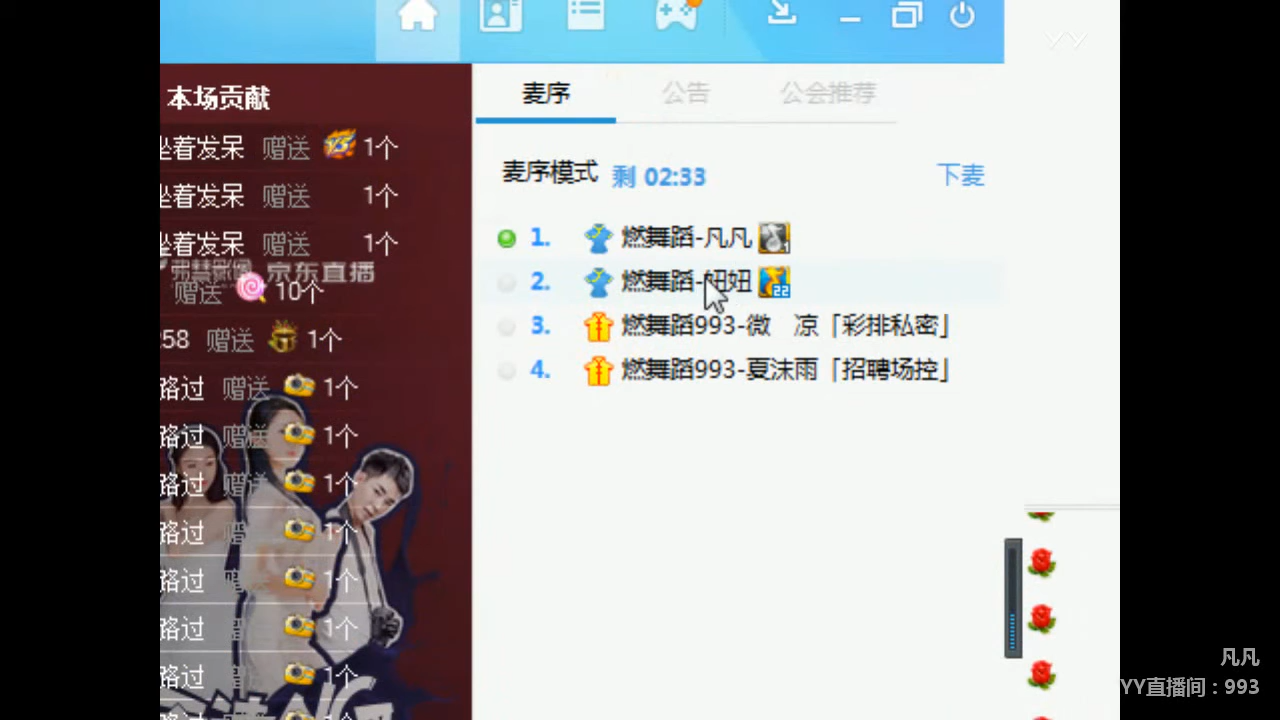 YY
本场贡献
麦序 公告 公会推荐
坐着发呆 赠送 1个
坐着发呆 赠送 1个
坐着发呆 赠送 1个
京东直播
赠送 10个
58 赠送 1个
路过 赠送 1个
路过 赠送 1个
路过 赠送 1个
路过 1个
路过 1个
路过 1个
路过 1个
麦序模式 剩 02:33 下麦
1. 燃舞蹈-凡凡 1
2. 燃舞蹈-妞妞 22
3. 燃舞蹈993-微 凉「彩排私密」
4. 燃舞蹈993-夏沫雨「招聘场控」
凡凡
YY直播间：993